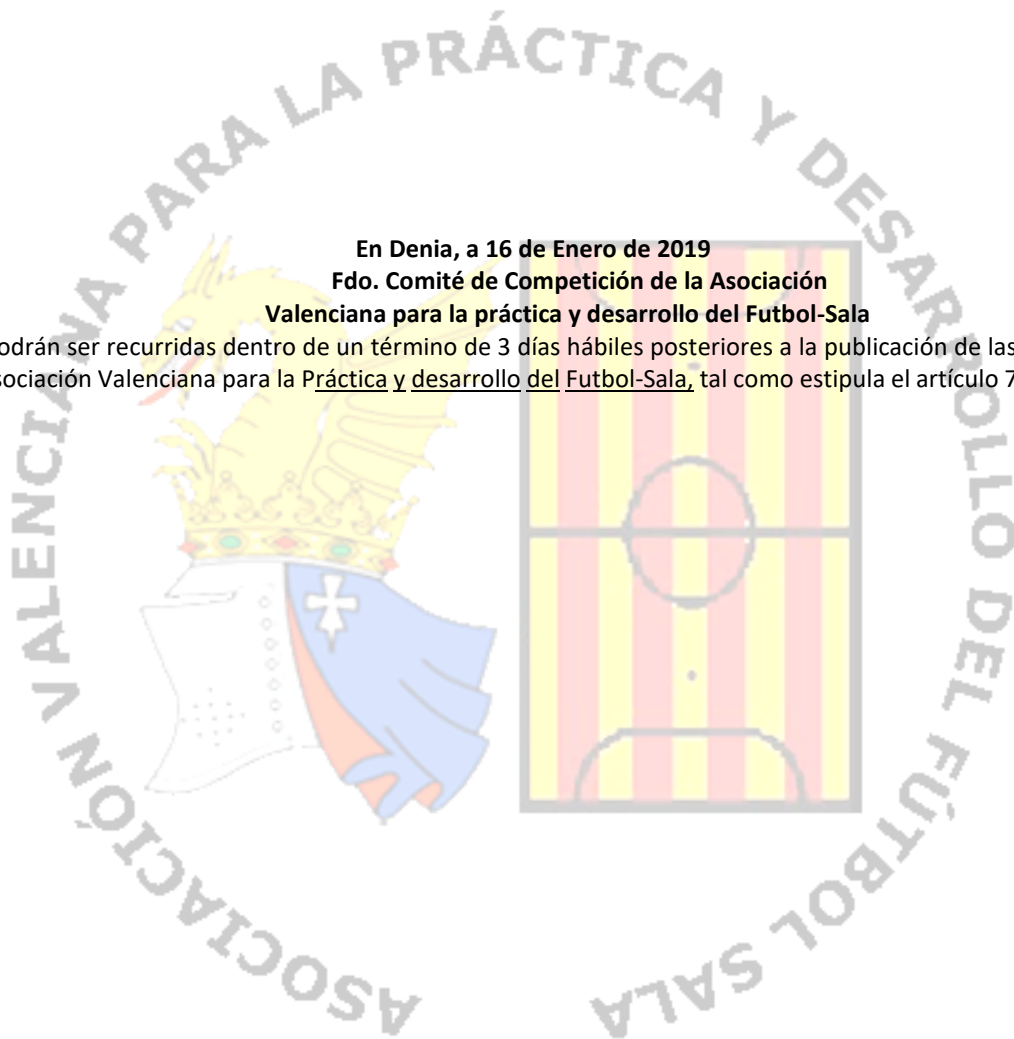 ASOCIACIÓN VALENCIANA PARA LA PRÁCTICA Y DESARROLLO DEL FÚTBOL SALA
En Denia, a 16 de Enero de 2019
Fdo. Comité de Competición de la Asociación
Valenciana para la práctica y desarrollo del Futbol-Sala
odrán ser recurridas dentro de un término de 3 días hábiles posteriores a la publicación de las
sociación Valenciana para la Práctica y desarrollo del Futbol-Sala, tal como estipula el artículo 7